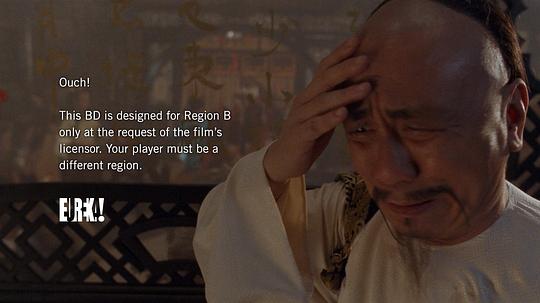 Ouch!
This BD is designed for Region B
only at the request of the film's
licensor. Your player must be a
different region.
EUREKA!